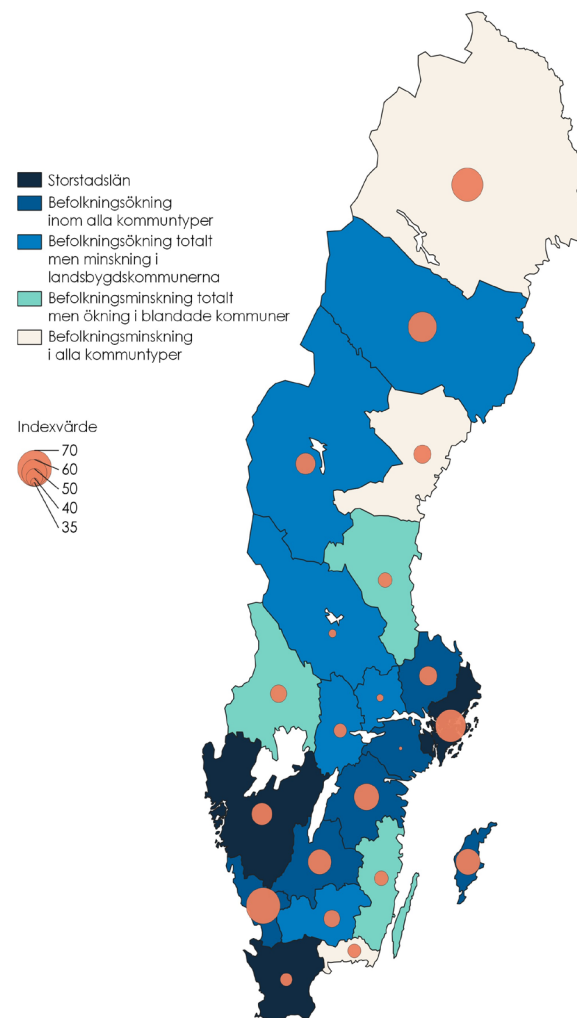 Storstadslän
Befolkningsökning
inom alla kommuntyper
Befolkningsökning totalt
men minskning i
landsbygdskommunerna
Befolkningsminskning totalt
men ökning i blandade kommuner
Befolkningsminskning
i alla kommuntyper
Indexvärde
70
60
50
40
35